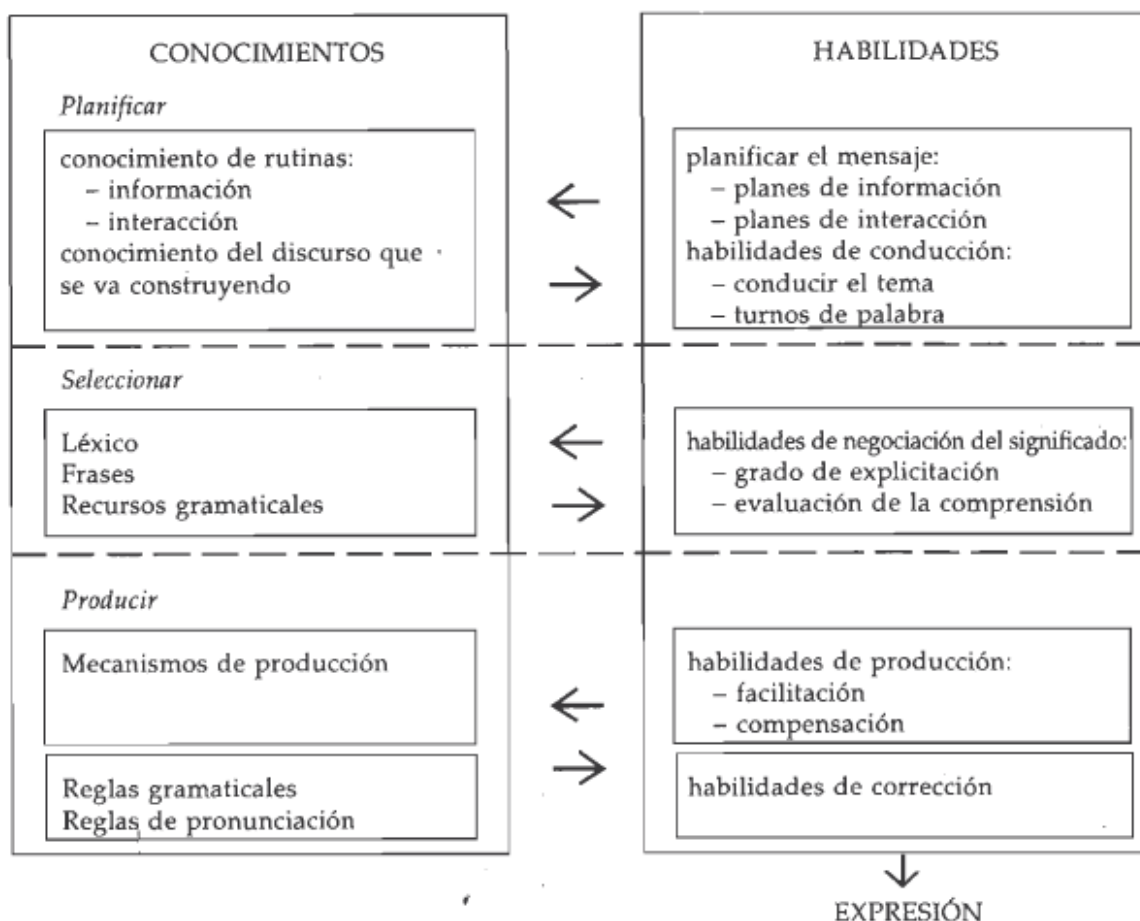 CONOCIMIENTOS
Planificar
conocimiento de rutinas:
– información
– interacción
conocimiento del discurso que
se va construyendo
Seleccionar
Léxico
Frases
Recursos gramaticales
Producir
Mecanismos de producción
Reglas gramaticales
Reglas de pronunciación
HABILIDADES
planificar el mensaje:
– planes de información
– planes de interacción
habilidades de conducción:
– conducir el tema
– turnos de palabra
habilidades de negociación del significado:
– grado de explicitación
– evaluación de la comprensión
habilidades de producción:
– facilitación
– compensación
habilidades de corrección
EXPRESIÓN